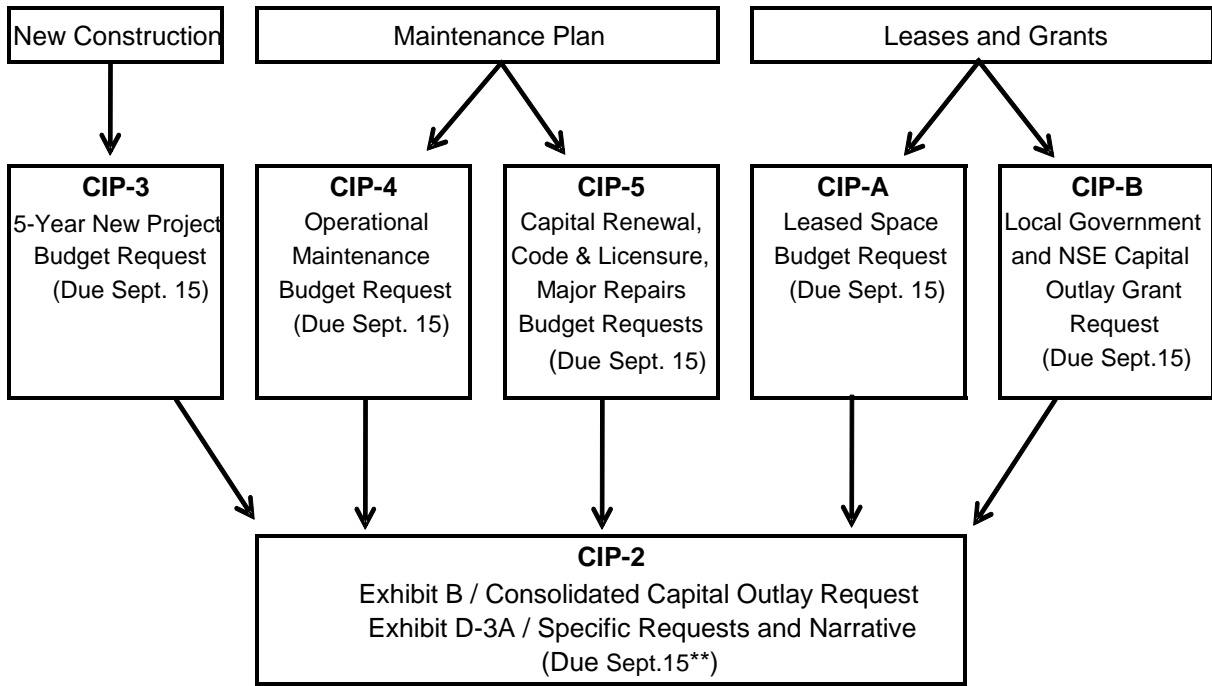 New Construction
Maintenance Plan
Leases and Grants
CIP-3
5-Year New Project
Budget Request
(Due Sept. 15)
CIP-4
Operational
Maintenance
Budget Request
(Due Sept. 15)
CIP-5
Capital Renewal,
Code & Licensure,
Major Repairs
Budget Requests
(Due Sept. 15)
CIP-A
Leased Space
Budget Request
(Due Sept. 15)
CIP-B
Local Government
and NSE Capital
Outlay Grant
Request
(Due Sept.15)
CIP-2
Exhibit B / Consolidated Capital Outlay Request
Exhibit D-3A / Specific Requests and Narrative
(Due Sept.15**)